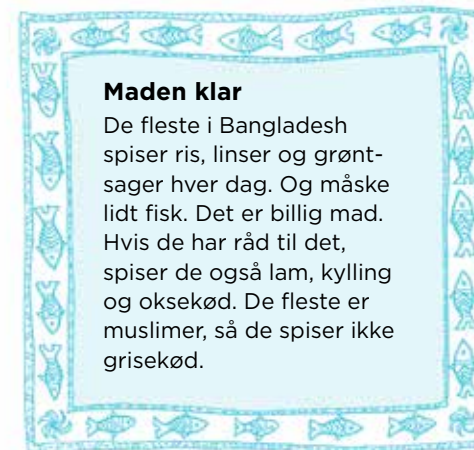 Maden klar
De fleste i Bangladesh
spiser ris, linser og grønt-
sager hver dag. Og måske
lidt fisk. Det er billig mad.
Hvis de har råd til det,
spiser de også lam, kylling
og oksekød. De fleste er
muslimer, så de spiser ikke
grisekød.